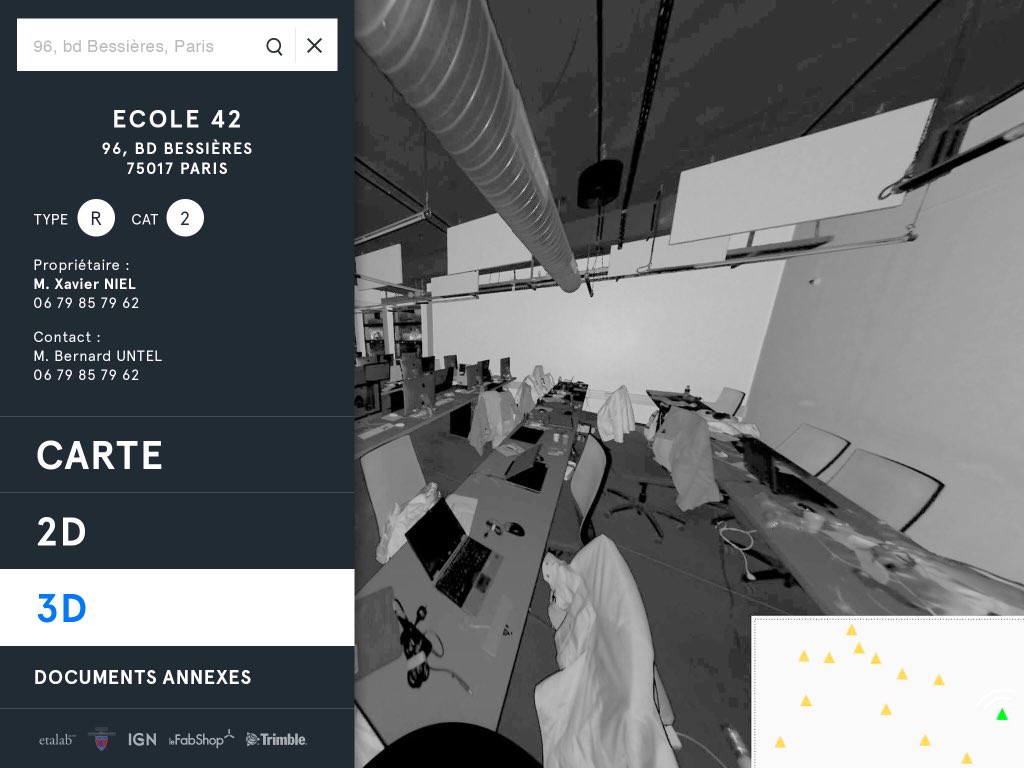 96, bd Bessières, Paris
ECOLE 42
96, BD BESSIÈRES
75017 PARIS
TYPE R CAT 2
Propriétaire :
M. Xavier NIEL
06 79 85 79 62
Contact :
M. Bernard UNTEL
06 79 85 79 62
CARTE
2D
3D
DOCUMENTS ANNEXES
etalab IGN leFabShop Trimble